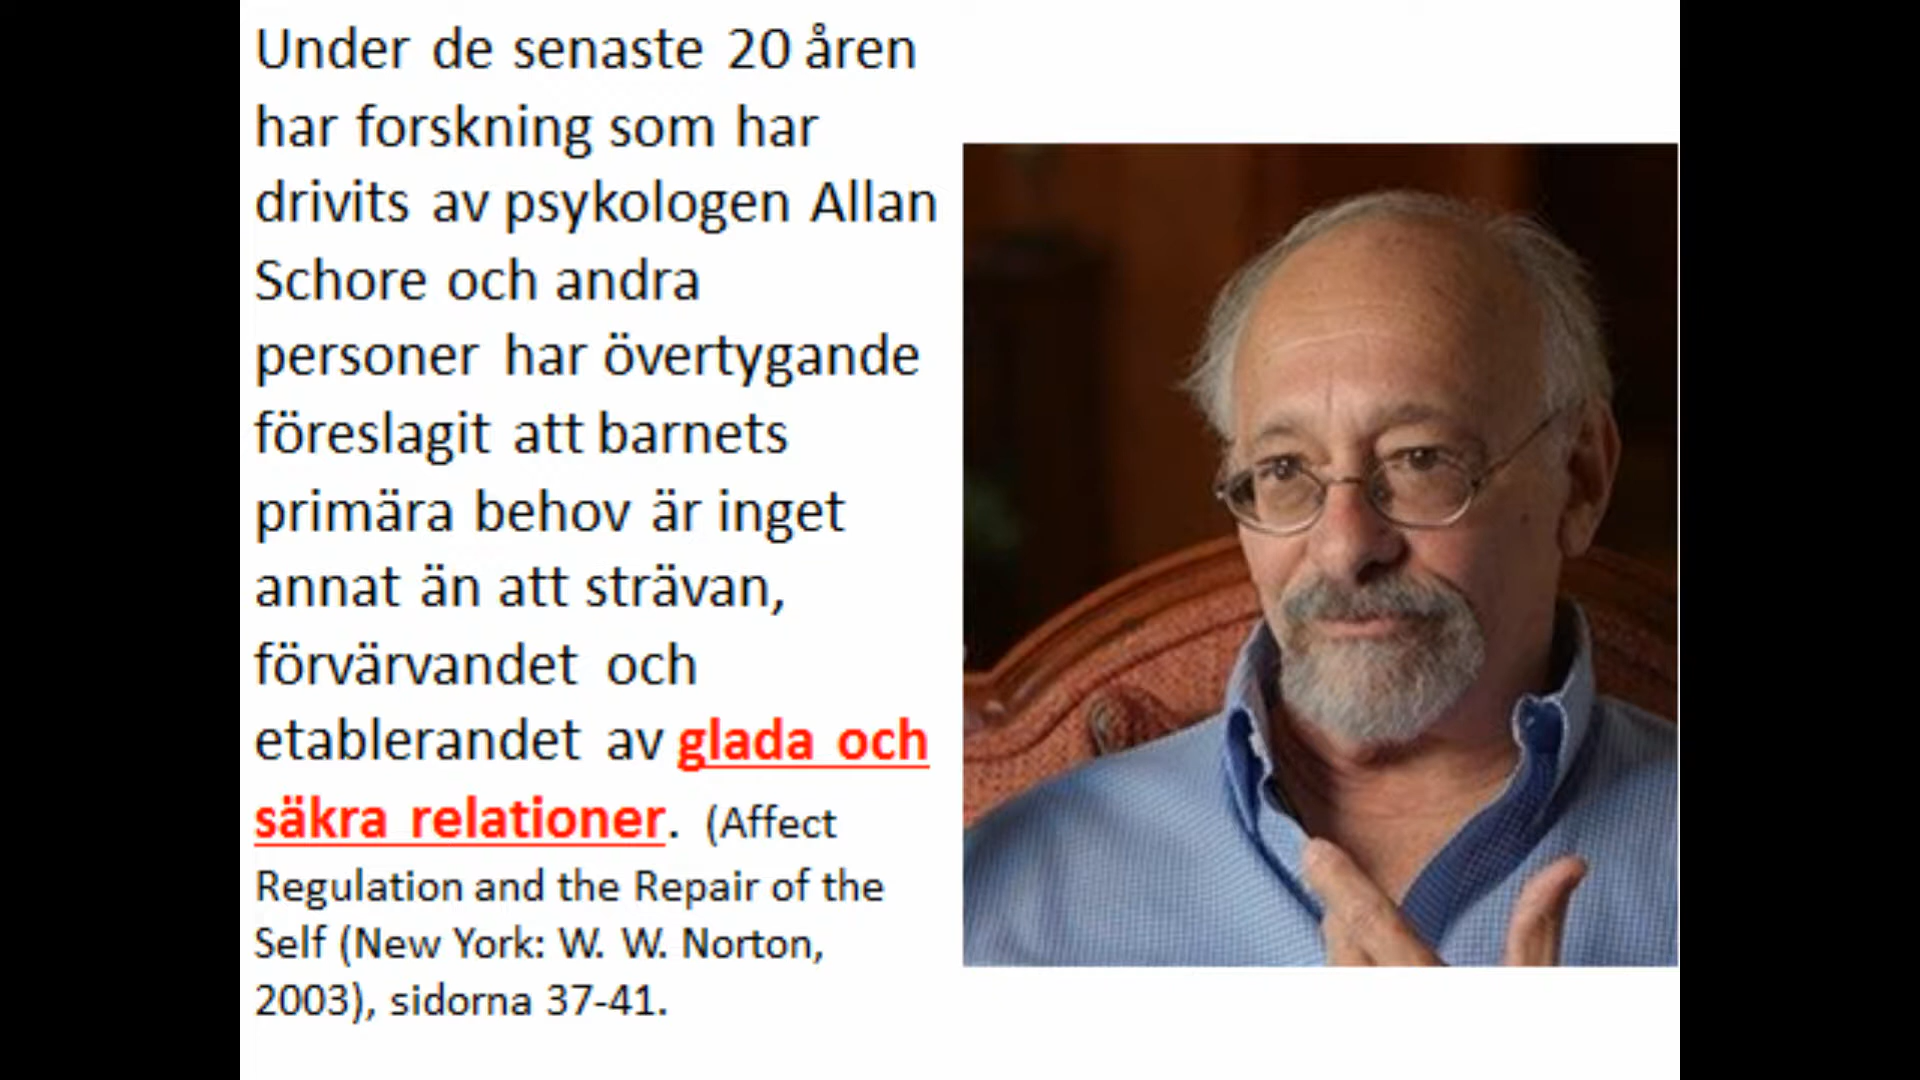 Under de senaste 20 åren
har forskning som har
drivits av psykologen Allan
Schore och andra
personer har övertygande
föreslagit att barnets
primära behov är inget
annat än att strävan,
förvärvandet och
etablerandet av glada och
säkra relationer. (Affect
Regulation and the Repair of the
Self (New York: W. W. Norton,
2003), sidorna 37-41.